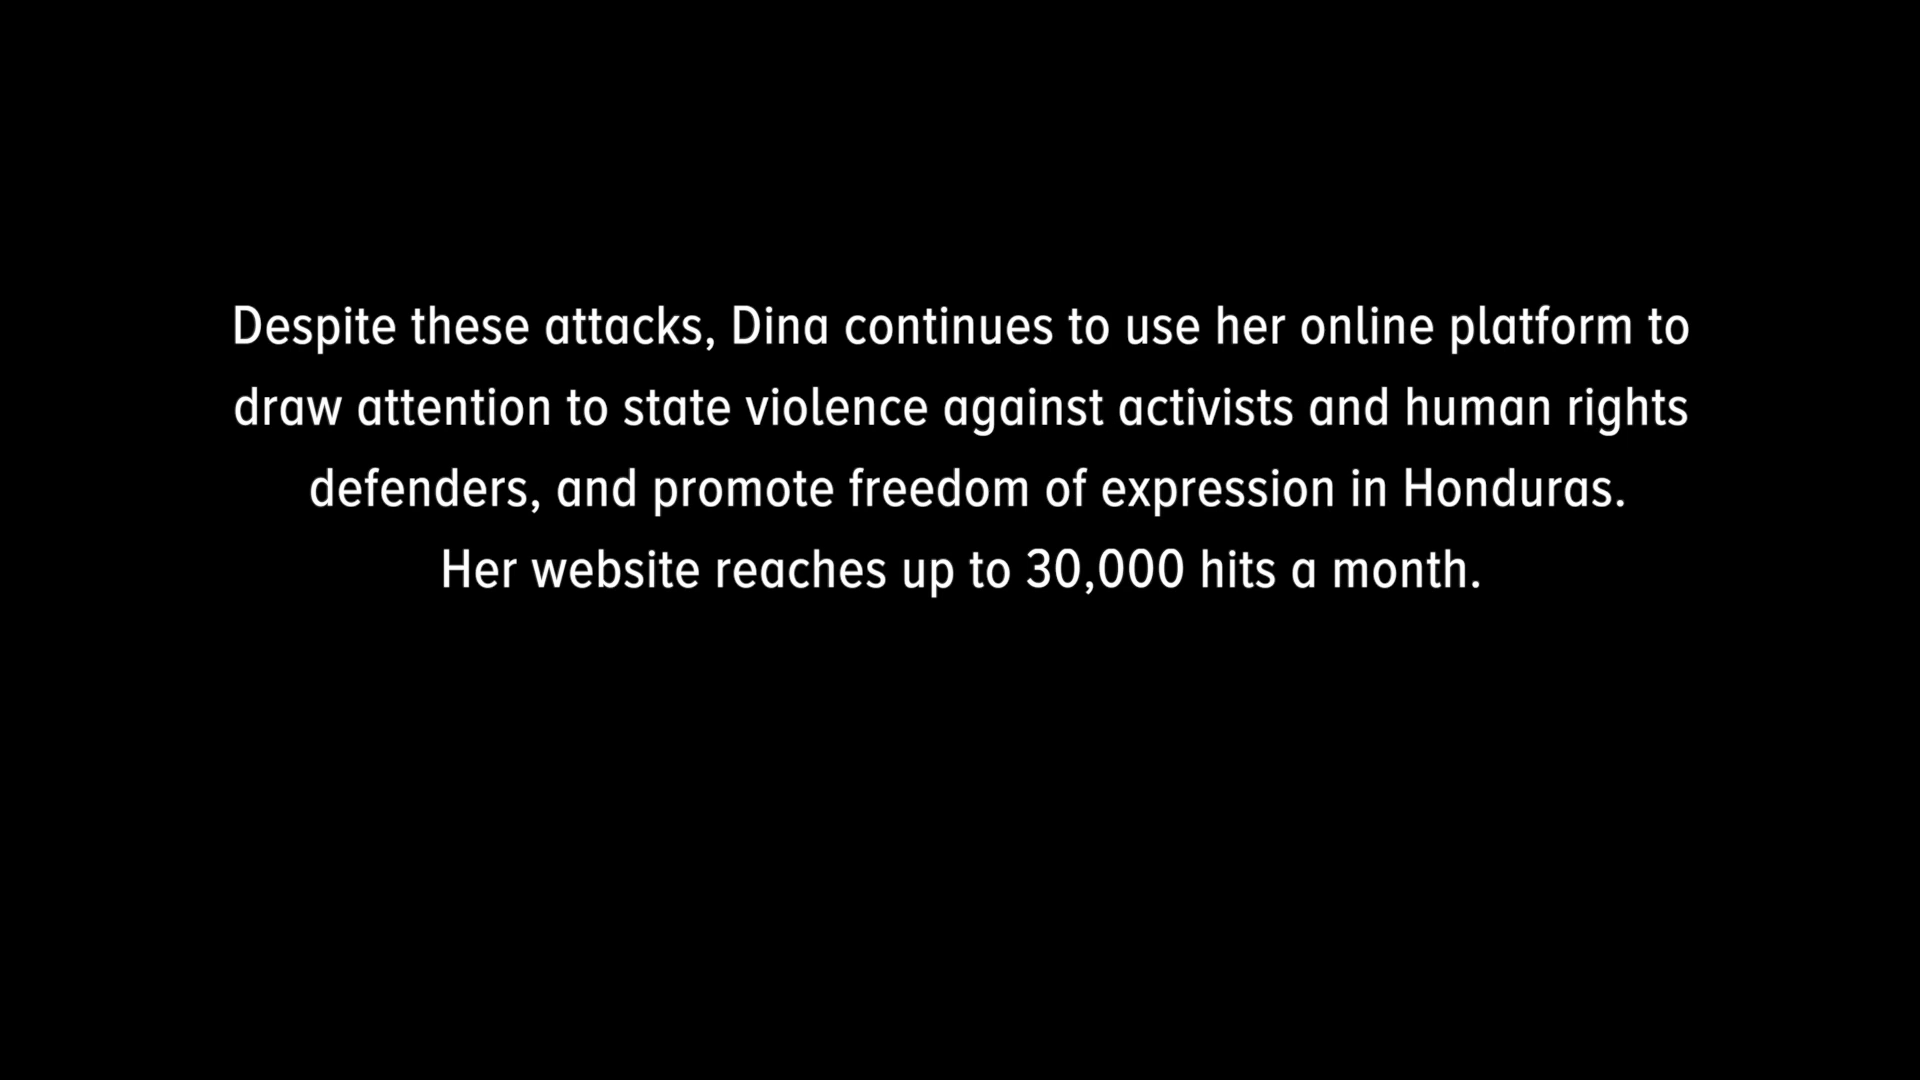 Despite these attacks, Dina continues to use her online platform to
draw attention to state violence against activists and human rights
defenders, and promote freedom of expression in Honduras.
Her website reaches up to 30,000 hits a month.